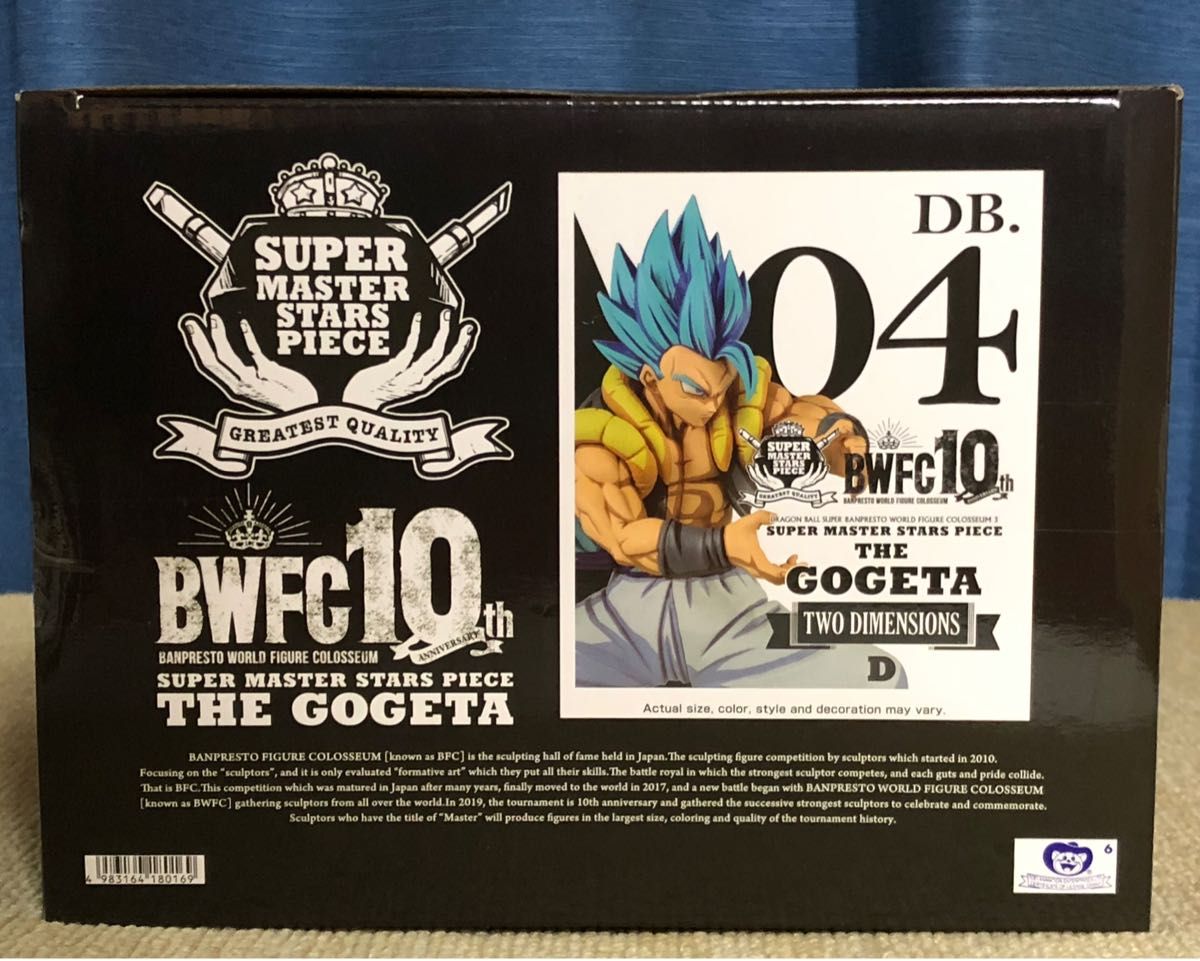 SUPER
MASTER
STARS
PIECE
GREATEST QUALITY
BWFC10th
ANNIVERSARY
BANPRESTO WORLD FIGURE COLOSSEUM
SUPER MASTER STARS PIECE
THE GOGETA
DB.
04
SUPER
MASTER
STARS
PIECE
GREATEST QUALITY
BWFC10th
BANPRESTO WORLD FIGURE COLOSSEUM
DRAGON BALL SUPER BANPRESTO WORLD FIGURE COLOSSEUM 3
SUPER MASTER STARS PIECE
THE
GOGETA
TWO DIMENSIONS
D
Actual size, color, style and decoration may vary.
BANPRESTO FIGURE COLOSSEUM [known as BFC] is the sculpting hall of fame held in Japan.The sculpting figure competition by sculptors which started in 2010.
Focusing on the "sculptors", and it is only evaluated "formative art" which they put all their skills.The battle royal in which the strongest sculptor competes, and each guts and pride collide.
That is BFC.This competition which was matured in Japan after many years, finally moved to the world in 2017, and a new battle began with BANPRESTO WORLD FIGURE COLOSSEUM
[known as BWFC] gathering sculptors from all over the world.In 2019, the tournament is 10th anniversary and gathered the successive strongest sculptors to celebrate and commemorate.
Sculptors who have the title of "Master" will produce figures in the largest size, coloring and quality of the tournament history.
4 983164 180169
6